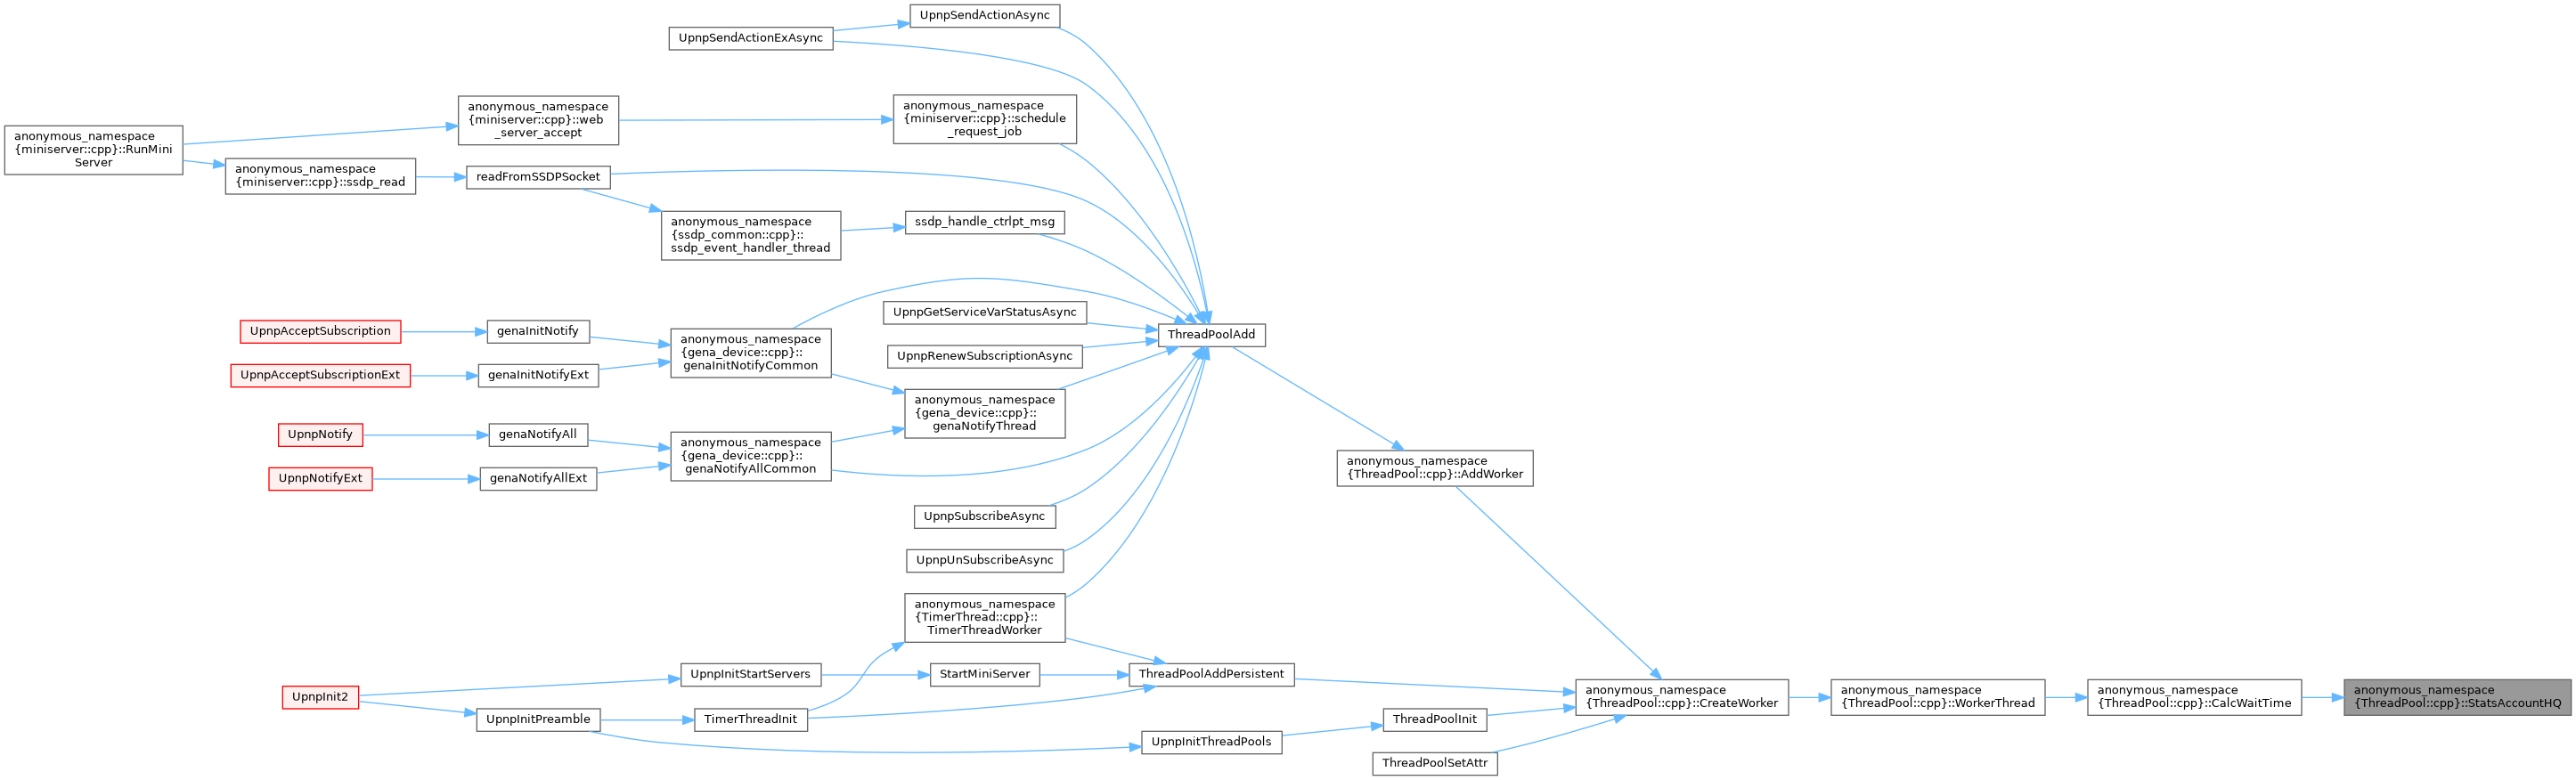 UpnpSendActionAsync
UpnpSendActionExAsync
anonymous_namespace
{miniserver::cpp}::web
_server_accept
anonymous_namespace
{miniserver::cpp}::schedule
_request_job
anonymous_namespace
{miniserver::cpp}::RunMini
Server
anonymous_namespace
{miniserver::cpp}::ssdp_read
readFromSSDPSocket
anonymous_namespace
{ssdp_common::cpp}::
ssdp_event_handler_thread
ssdp_handle_ctrlpt_msg
UpnpGetServiceVarStatusAsync
UpnpAcceptSubscription
genaInitNotify
ThreadPoolAdd
anonymous_namespace
{gena_device::cpp}::
genaInitNotifyCommon
UpnpRenewSubscriptionAsync
UpnpAcceptSubscriptionExt
genaInitNotifyExt
anonymous_namespace
{gena_device::cpp}::
genaNotifyThread
UpnpNotify
genaNotifyAll
anonymous_namespace
{gena_device::cpp}::
genaNotifyAllCommon
UpnpNotifyExt
genaNotifyAllExt
anonymous_namespace
{ThreadPool::cpp}::AddWorker
UpnpSubscribeAsync
UpnpUnSubscribeAsync
anonymous_namespace
{TimerThread::cpp}::
TimerThreadWorker
UpnpInitStartServers
StartMiniServer
ThreadPoolAddPersistent
UpnpInit2
UpnpInitPreamble
TimerThreadInit
ThreadPoolInit
anonymous_namespace
{ThreadPool::cpp}::CreateWorker
anonymous_namespace
{ThreadPool::cpp}::WorkerThread
anonymous_namespace
{ThreadPool::cpp}::CalcWaitTime
anonymous_namespace
{ThreadPool::cpp}::StatsAccountHQ
UpnpInitThreadPools
ThreadPoolSetAttr